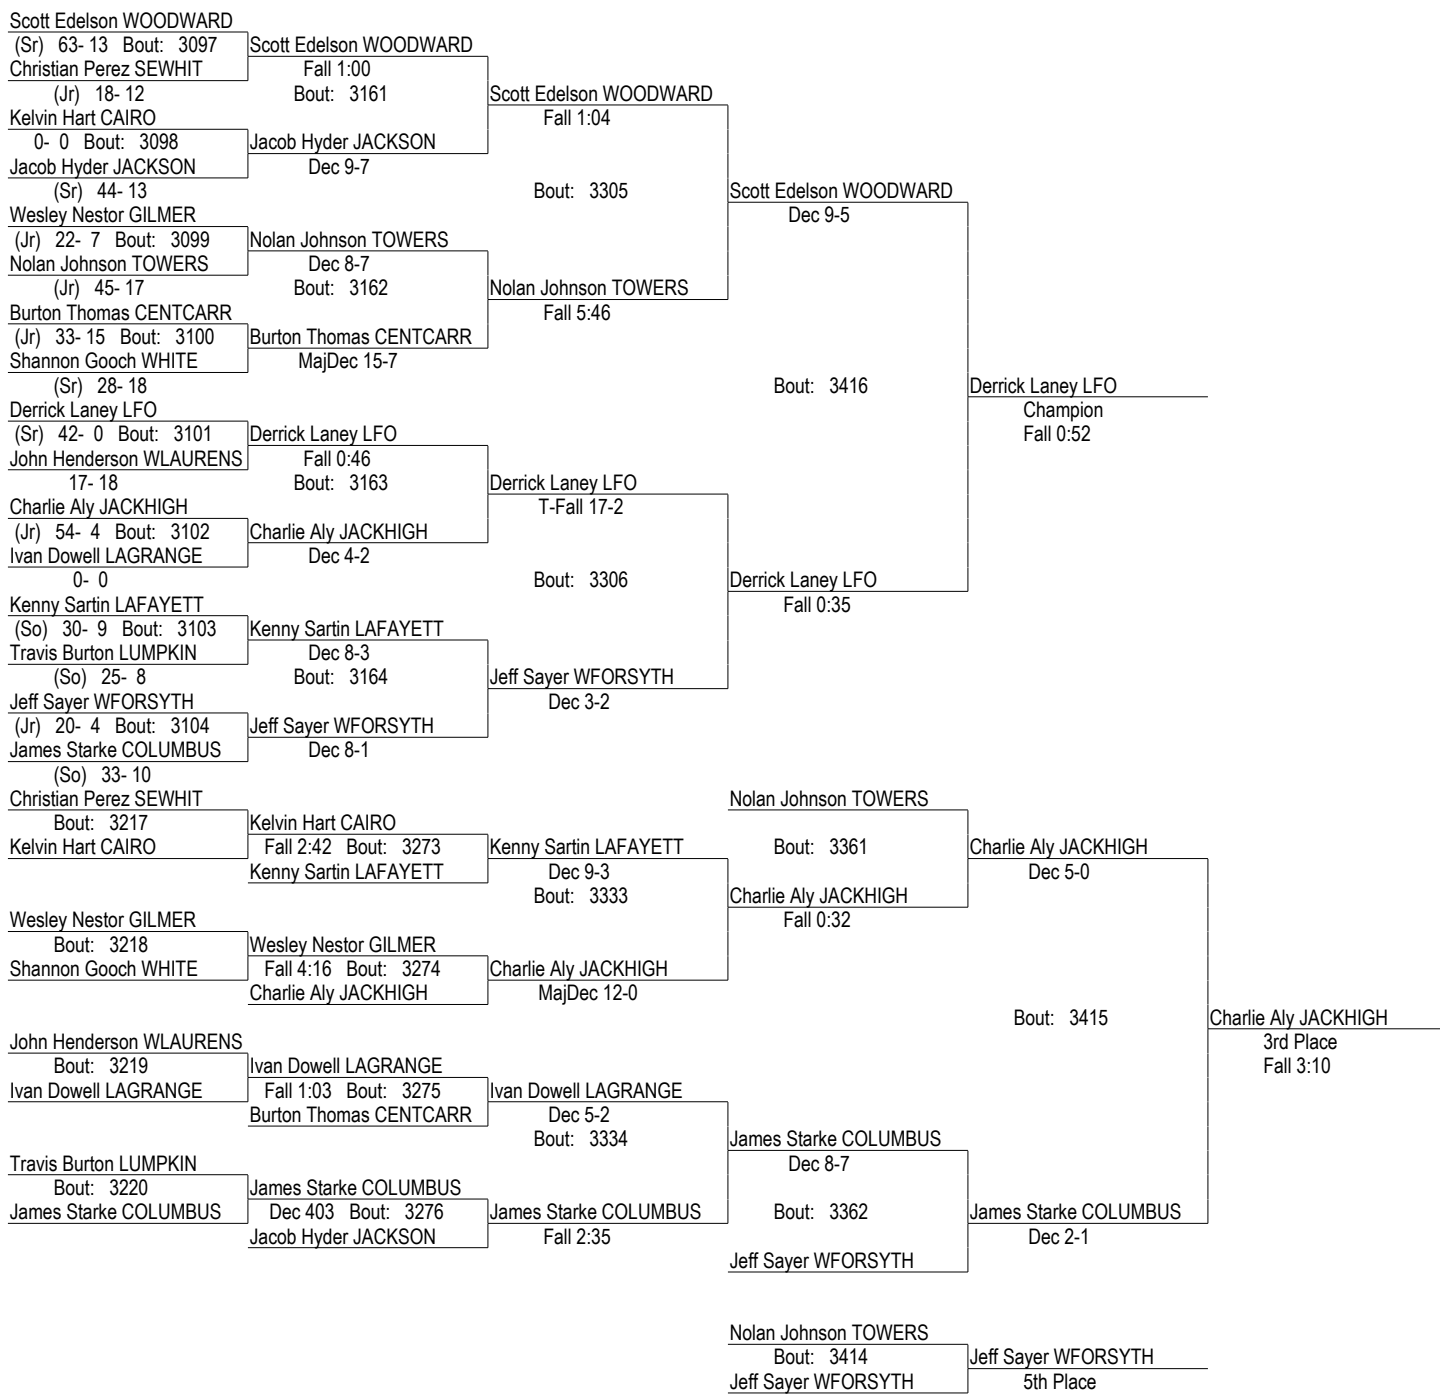 Scott Edelson WOODWARD
(Sr) 63- 13 Bout: 3097 Scott Edelson WOODWARD
Christian Perez SEWHIT Fall 1:00
(Jr) 18- 12 Bout: 3161 Scott Edelson WOODWARD
Kelvin Hart CAIRO Fall 1:04
0- 0 Bout: 3098 Jacob Hyder JACKSON
Jacob Hyder JACKSON Dec 9-7
(Sr) 44- 13 Bout: 3305 Scott Edelson WOODWARD
Wesley Nestor GILMER Dec 9-5
(Jr) 22- 7 Bout: 3099 Nolan Johnson TOWERS
Nolan Johnson TOWERS Dec 8-7
(Jr) 45- 17 Bout: 3162 Nolan Johnson TOWERS
Burton Thomas CENTCARR Fall 5:46
(Jr) 33- 15 Bout: 3100 Burton Thomas CENTCARR
Shannon Gooch WHITE MajDec 15-7
(Sr) 28- 18 Bout: 3416 Derrick Laney LFO
Derrick Laney LFO Champion
(Sr) 42- 0 Bout: 3101 Derrick Laney LFO Fall 0:52
John Henderson WLAURENS Fall 0:46
17- 18 Bout: 3163 Derrick Laney LFO
Charlie Aly JACKHIGH T-Fall 17-2
(Jr) 54- 4 Bout: 3102 Charlie Aly JACKHIGH
Ivan Dowell LAGRANGE Dec 4-2
0- 0 Bout: 3306 Derrick Laney LFO
Kenny Sartin LAFAYETT Fall 0:35
(So) 30- 9 Bout: 3103 Kenny Sartin LAFAYETT
Travis Burton LUMPKIN Dec 8-3
(So) 25- 8 Bout: 3164 Jeff Sayer WFORSYTH
Jeff Sayer WFORSYTH Dec 3-2
(Jr) 20- 4 Bout: 3104 Jeff Sayer WFORSYTH
James Starke COLUMBUS Dec 8-1
(So) 33- 10
Christian Perez SEWHIT Nolan Johnson TOWERS
Bout: 3217 Kelvin Hart CAIRO
Kelvin Hart CAIRO Fall 2:42 Bout: 3273 Kenny Sartin LAFAYETT Bout: 3361 Charlie Aly JACKHIGH
Kenny Sartin LAFAYETT Dec 9-3 Dec 5-0
Bout: 3333 Charlie Aly JACKHIGH
Wesley Nestor GILMER Fall 0:32
Bout: 3218 Wesley Nestor GILMER
Shannon Gooch WHITE Fall 4:16 Bout: 3274 Charlie Aly JACKHIGH
Charlie Aly JACKHIGH MajDec 12-0
Bout: 3415 Charlie Aly JACKHIGH
John Henderson WLAURENS 3rd Place
Bout: 3219 Ivan Dowell LAGRANGE Fall 3:10
Ivan Dowell LAGRANGE Fall 1:03 Bout: 3275 Ivan Dowell LAGRANGE
Burton Thomas CENTCARR Dec 5-2
Bout: 3334 James Starke COLUMBUS
Travis Burton LUMPKIN Dec 8-7
Bout: 3220 James Starke COLUMBUS
James Starke COLUMBUS Dec 403 Bout: 3276 James Starke COLUMBUS Bout: 3362 James Starke COLUMBUS
Jacob Hyder JACKSON Fall 2:35 Dec 2-1
Jeff Sayer WFORSYTH
Nolan Johnson TOWERS
Bout: 3414 Jeff Sayer WFORSYTH
Jeff Sayer WFORSYTH 5th Place